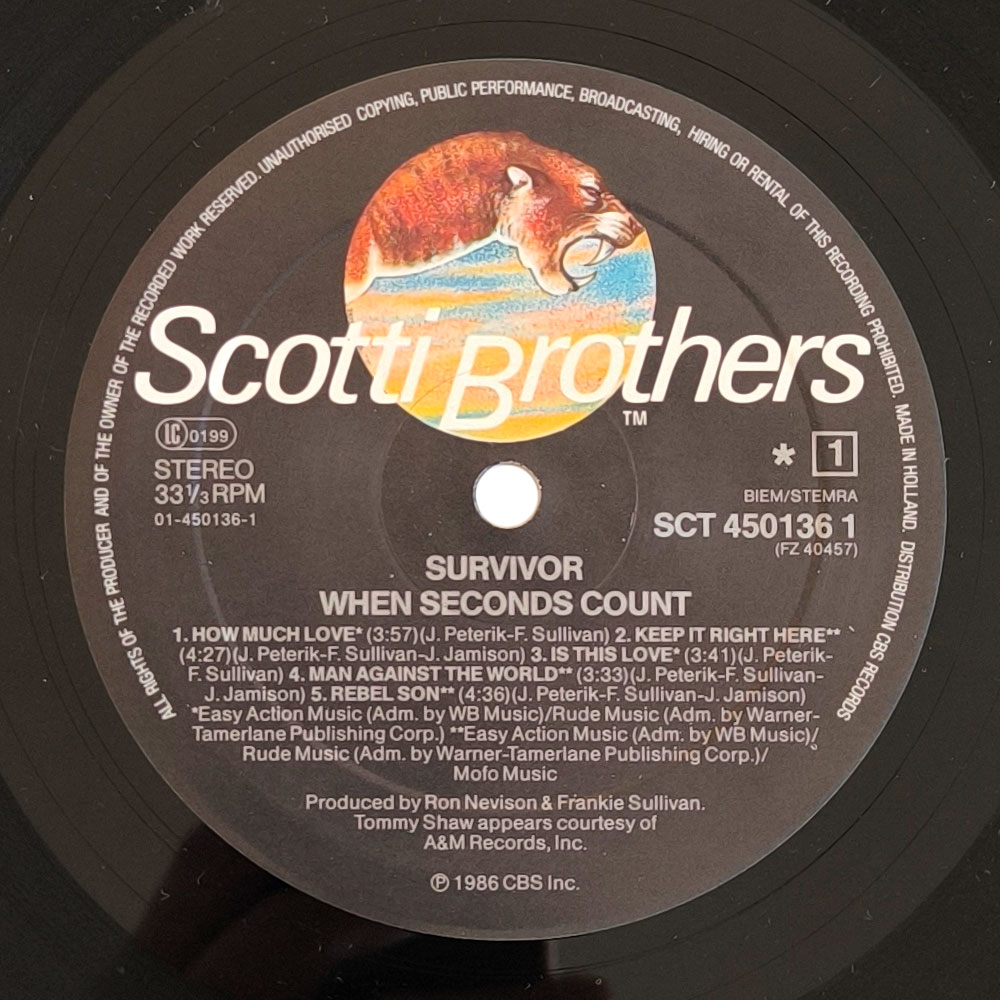 ALL RIGHTS OF THE PRODUCER AND OF THE OWNER OF THE RECORDED WORK RESERVED. UNAUTHORISED COPYING, PUBLIC PERFORMANCE, BROADCASTING, HIRING OR RENTAL OF THIS RECORDING PROHIBITED. MADE IN HOLLAND. DISTRIBUTION CBS RECORDS
Scotti Brothers
TM
LC 0199
STEREO
33 1/3 RPM
01-450136-1
* 1
BIEM/STEMRA
SCT 450136 1
(FZ 40457)
SURVIVOR
WHEN SECONDS COUNT
1. HOW MUCH LOVE* (3:57)(J. Peterik-F. Sullivan) 2. KEEP IT RIGHT HERE**
(4:27)(J. Peterik-F. Sullivan-J. Jamison) 3. IS THIS LOVE* (3:41)(J. Peterik-
F. Sullivan) 4. MAN AGAINST THE WORLD** (3:33)(J. Peterik-F. Sullivan-
J. Jamison) 5. REBEL SON** (4:36)(J. Peterik-F. Sullivan-J. Jamison)
*Easy Action Music (Adm. by WB Music)/Rude Music (Adm. by Warner-
Tamerlane Publishing Corp.) **Easy Action Music (Adm. by WB Music)/
Rude Music (Adm. by Warner-Tamerlane Publishing Corp.)/
Mofo Music
Produced by Ron Nevison & Frankie Sullivan.
Tommy Shaw appears courtesy of
A&M Records, Inc.
℗ 1986 CBS Inc.